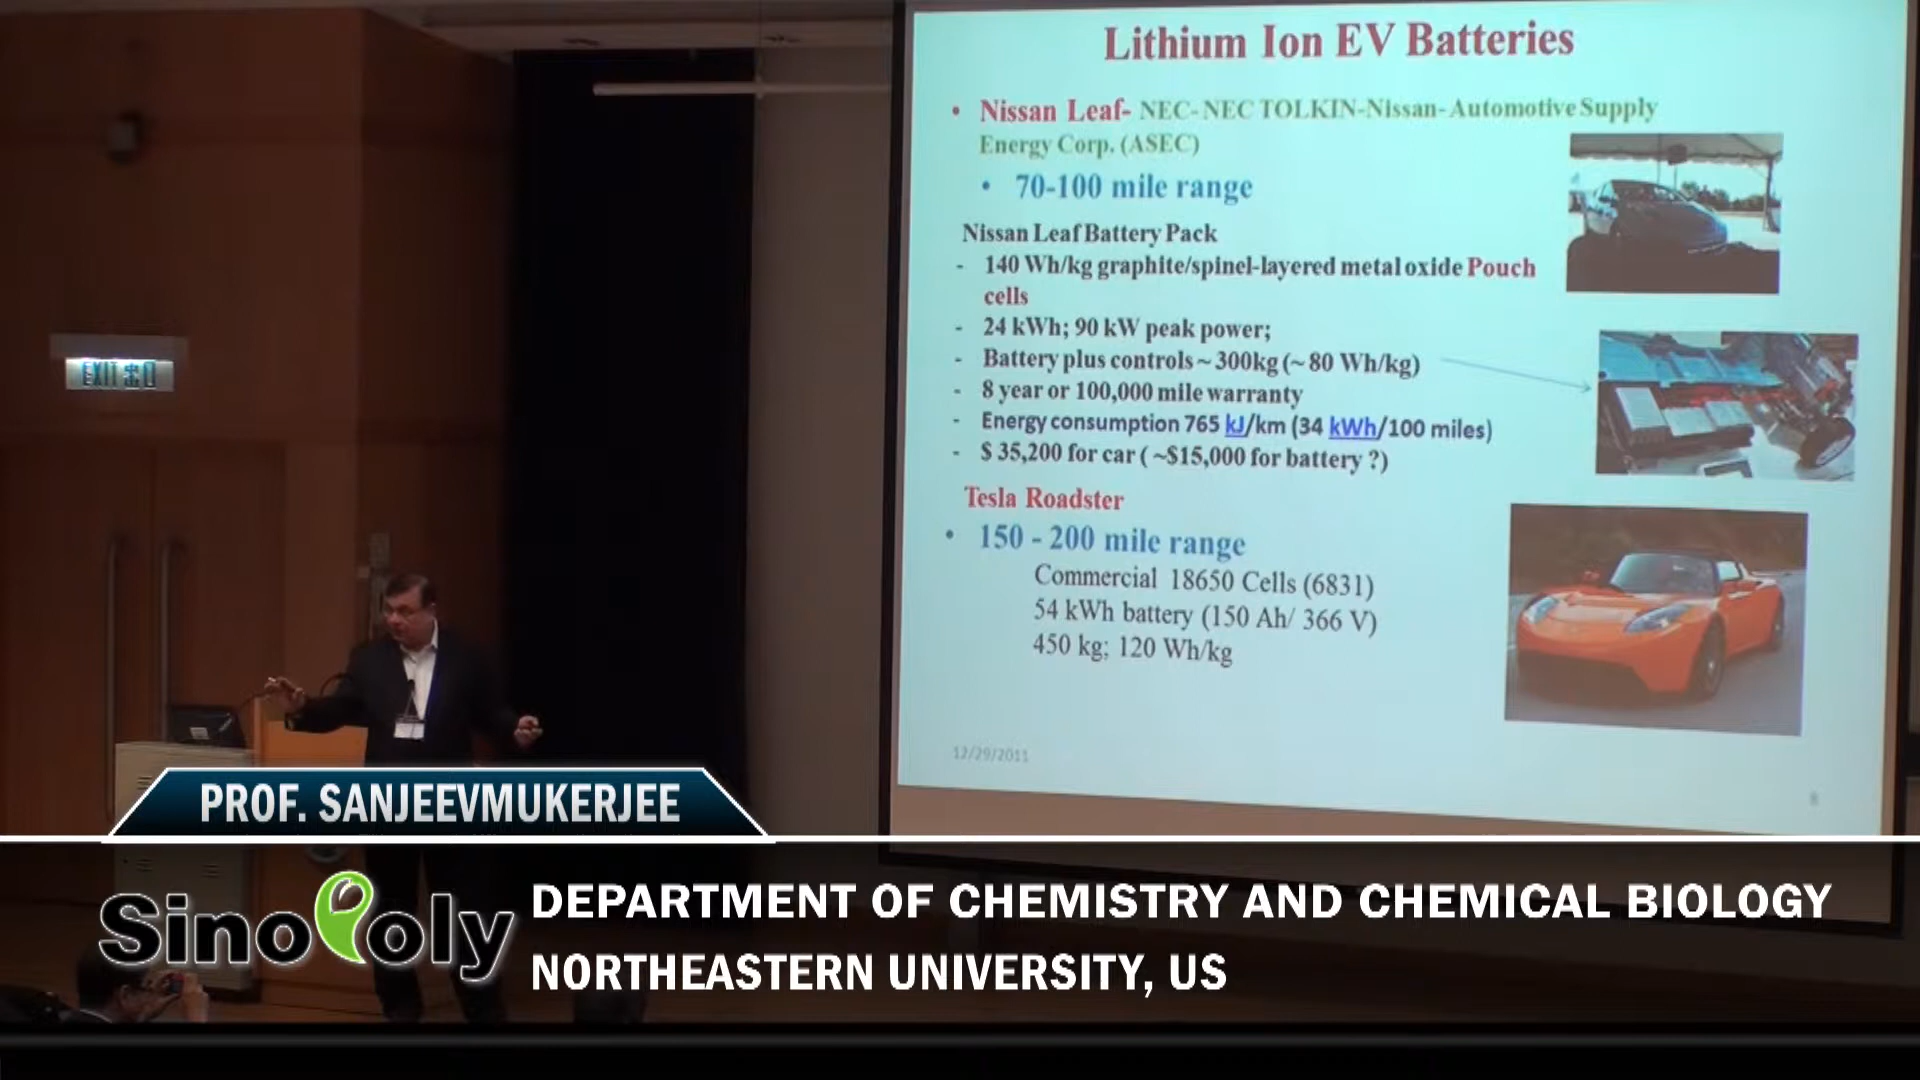 Lithium Ion EV Batteries
• Nissan Leaf- NEC-NEC TOLKIN-Nissan-Automotive Supply
Energy Corp. (ASEC)
• 70-100 mile range
Nissan Leaf Battery Pack
- 140 Wh/kg graphite/spinel-layered metal oxide Pouch
cells
- 24 kWh; 90 kW peak power;
- Battery plus controls ~ 300kg (~ 80 Wh/kg)
- 8 year or 100,000 mile warranty
- Energy consumption 765 kJ/km (34 kWh/100 miles)
- $ 35,200 for car ( ~$15,000 for battery ?)
Tesla Roadster
• 150 - 200 mile range
Commercial 18650 Cells (6831)
54 kWh battery (150 Ah/ 366 V)
450 kg; 120 Wh/kg
12/29/2011
8
EXIT 出口
PROF. SANJEEVMUKERJEE
SinoPoly
DEPARTMENT OF CHEMISTRY AND CHEMICAL BIOLOGY
NORTHEASTERN UNIVERSITY, US